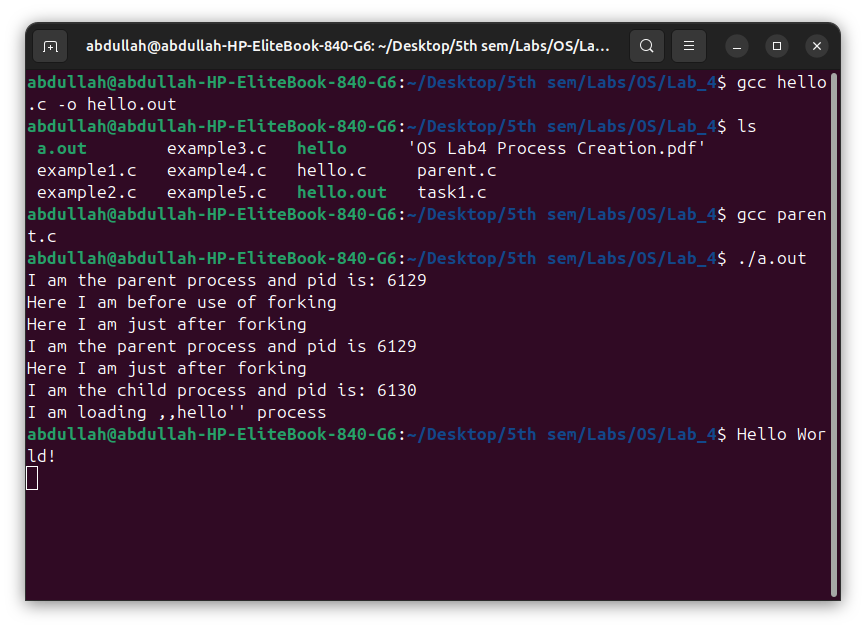 abdullah@abdullah-HP-EliteBook-840-G6: ~/Desktop/5th sem/Labs/OS/La...
abdullah@abdullah-HP-EliteBook-840-G6:~/Desktop/5th sem/Labs/OS/Lab_4$ gcc hello
.c -o hello.out
abdullah@abdullah-HP-EliteBook-840-G6:~/Desktop/5th sem/Labs/OS/Lab_4$ ls
a.out        example3.c   hello      'OS Lab4 Process Creation.pdf'
example1.c   example4.c   hello.c     parent.c
example2.c   example5.c   hello.out   task1.c
abdullah@abdullah-HP-EliteBook-840-G6:~/Desktop/5th sem/Labs/OS/Lab_4$ gcc paren
t.c
abdullah@abdullah-HP-EliteBook-840-G6:~/Desktop/5th sem/Labs/OS/Lab_4$ ./a.out
I am the parent process and pid is: 6129
Here I am before use of forking
Here I am just after forking
I am the parent process and pid is 6129
Here I am just after forking
I am the child process and pid is: 6130
I am loading ,,hello'' process
abdullah@abdullah-HP-EliteBook-840-G6:~/Desktop/5th sem/Labs/OS/Lab_4$ Hello Wor
ld!